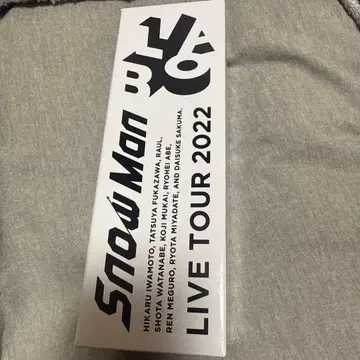 Snow Man
HIKARU IWAMOTO, TATSUYA FUKAZAWA, RAUL,
SHOTA WATANABE, KOJI MUKAI, RYOHEI ABE,
REN MEGURO, RYOTA MIYADATE, AND DAISUKE SAKUMA.
LIVE TOUR 2022
LABO